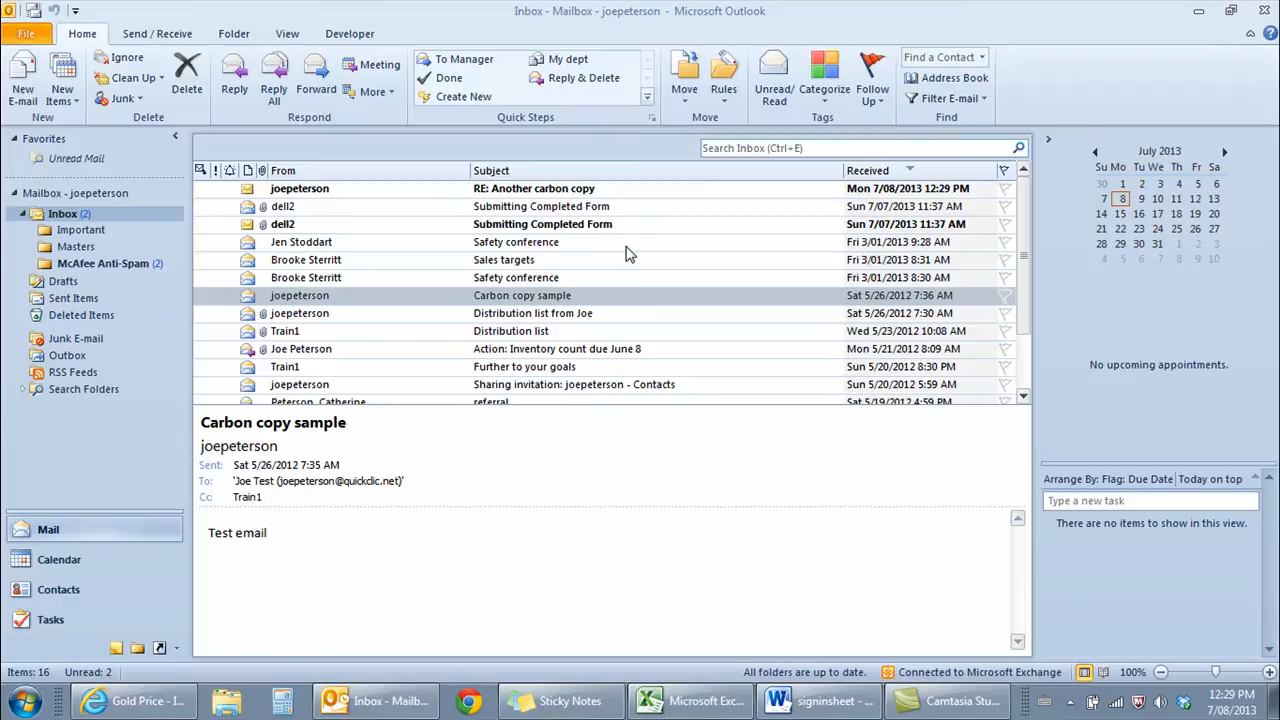 Inbox - Mailbox - joepeterson - Microsoft Outlook
File Home Send / Receive Folder View Developer
New E-mail
New Items
Ignore
Clean Up
Junk
Delete
Reply
Reply All
Forward
Meeting
More
To Manager
Done
Create New
My dept
Reply & Delete
Move
Rules
Unread/ Read
Categorize
Follow Up
Find a Contact
Address Book
Filter E-mail
New Delete Respond Quick Steps Move Tags Find
Favorites
Unread Mail
Mailbox - joepeterson
Inbox (2)
Important
Masters
McAfee Anti-Spam (2)
Drafts
Sent Items
Deleted Items
Junk E-mail
Outbox
RSS Feeds
Search Folders
Mail
Calendar
Contacts
Tasks
Search Inbox (Ctrl+E)
From Subject Received
joepeterson RE: Another carbon copy Mon 7/08/2013 12:29 PM
dell2 Submitting Completed Form Sun 7/07/2013 11:37 AM
dell2 Submitting Completed Form Sun 7/07/2013 11:37 AM
Jen Stoddart Safety conference Fri 3/01/2013 9:28 AM
Brooke Sterritt Sales targets Fri 3/01/2013 8:31 AM
Brooke Sterritt Safety conference Fri 3/01/2013 8:30 AM
joepeterson Carbon copy sample Sat 5/26/2012 7:36 AM
joepeterson Distribution list from Joe Sat 5/26/2012 7:30 AM
Train1 Distribution list Wed 5/23/2012 10:08 AM
Joe Peterson Action: Inventory count due June 8 Mon 5/21/2012 8:09 AM
Train1 Further to your goals Sun 5/20/2012 8:30 PM
joepeterson Sharing invitation: joepeterson - Contacts Sun 5/20/2012 5:59 AM
Peterson, Catherine referral Sat 5/19/2012 4:59 PM
Carbon copy sample
joepeterson
Sent: Sat 5/26/2012 7:35 AM
To: 'Joe Test (joepeterson@quickclic.net)'
Cc: Train1
Test email
July 2013
Su Mo Tu We Th Fr Sa
30 1 2 3 4 5 6
7 8 9 10 11 12 13
14 15 16 17 18 19 20
21 22 23 24 25 26 27
28 29 30 31 1 2 3
4 5 6 7 8 9 10
No upcoming appointments.
Arrange By: Flag: Due Date Today on top
Type a new task
There are no items to show in this view.
Items: 16 Unread: 2 All folders are up to date. Connected to Microsoft Exchange 100%
Gold Price - I... Inbox - Mailb... Sticky Notes Microsoft Exc... signinsheet - ... Camtasia Stu... 12:29 PM
7/08/2013